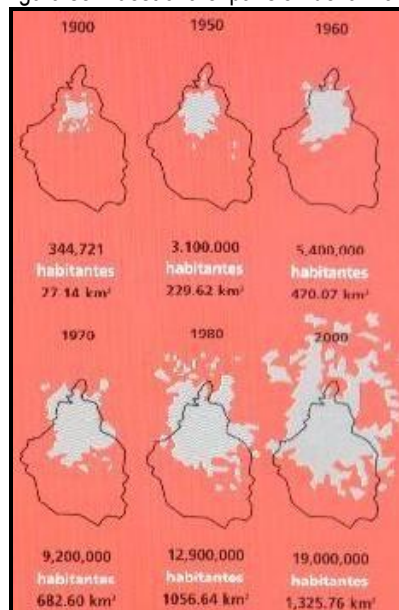 1900 1950 1960
344,721 3.100.000 5,400,000
habitantes habitantes habitantes
27.14 km² 229.62 km² 470.07 km²
1970 1980 2000
9,200,000 12,900,000 19,000,000
habitantes habitantes habitantes
682.60 km² 1056.64 km² 1,325.76 km²